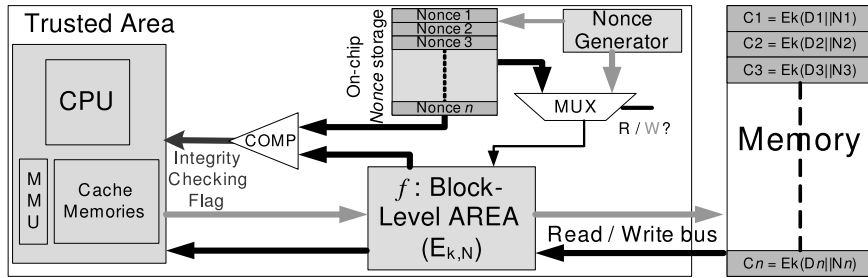 Trusted Area
CPU
M
M
U
Cache
Memories
Integrity
Checking
Flag
COMP
On-chip
Nonce storage
Nonce 1
Nonce 2
Nonce 3
Nonce n
Nonce
Generator
MUX
R / W?
f : Block-
Level AREA
(Ek,N)
Read / Write bus
C1 = Ek(D1||N1)
C2 = Ek(D2||N2)
C3 = Ek(D3||N3)
Memory
Cn = Ek(Dn||Nn)